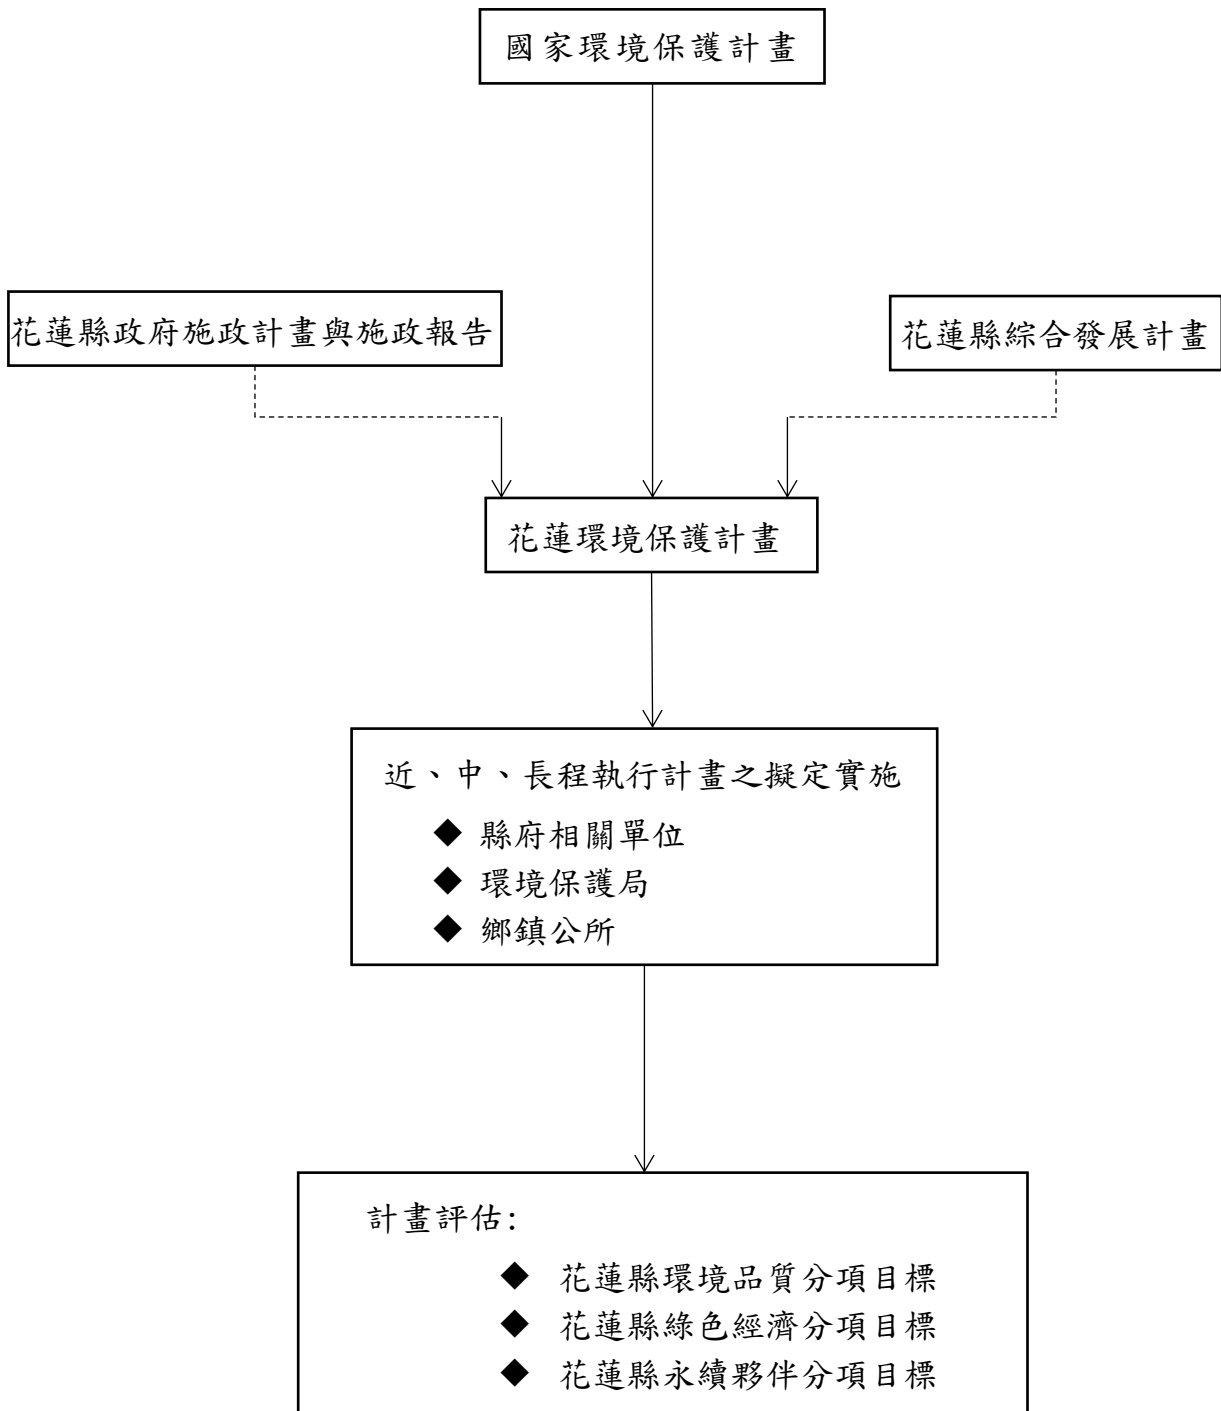 國家環境保護計畫
花蓮縣政府施政計畫與施政報告
花蓮縣綜合發展計畫
花蓮環境保護計畫
近、中、長程執行計畫之擬定實施
◆ 縣府相關單位
◆ 環境保護局
◆ 鄉鎮公所
計畫評估:
◆ 花蓮縣環境品質分項目標
◆ 花蓮縣綠色經濟分項目標
◆ 花蓮縣永續夥伴分項目標